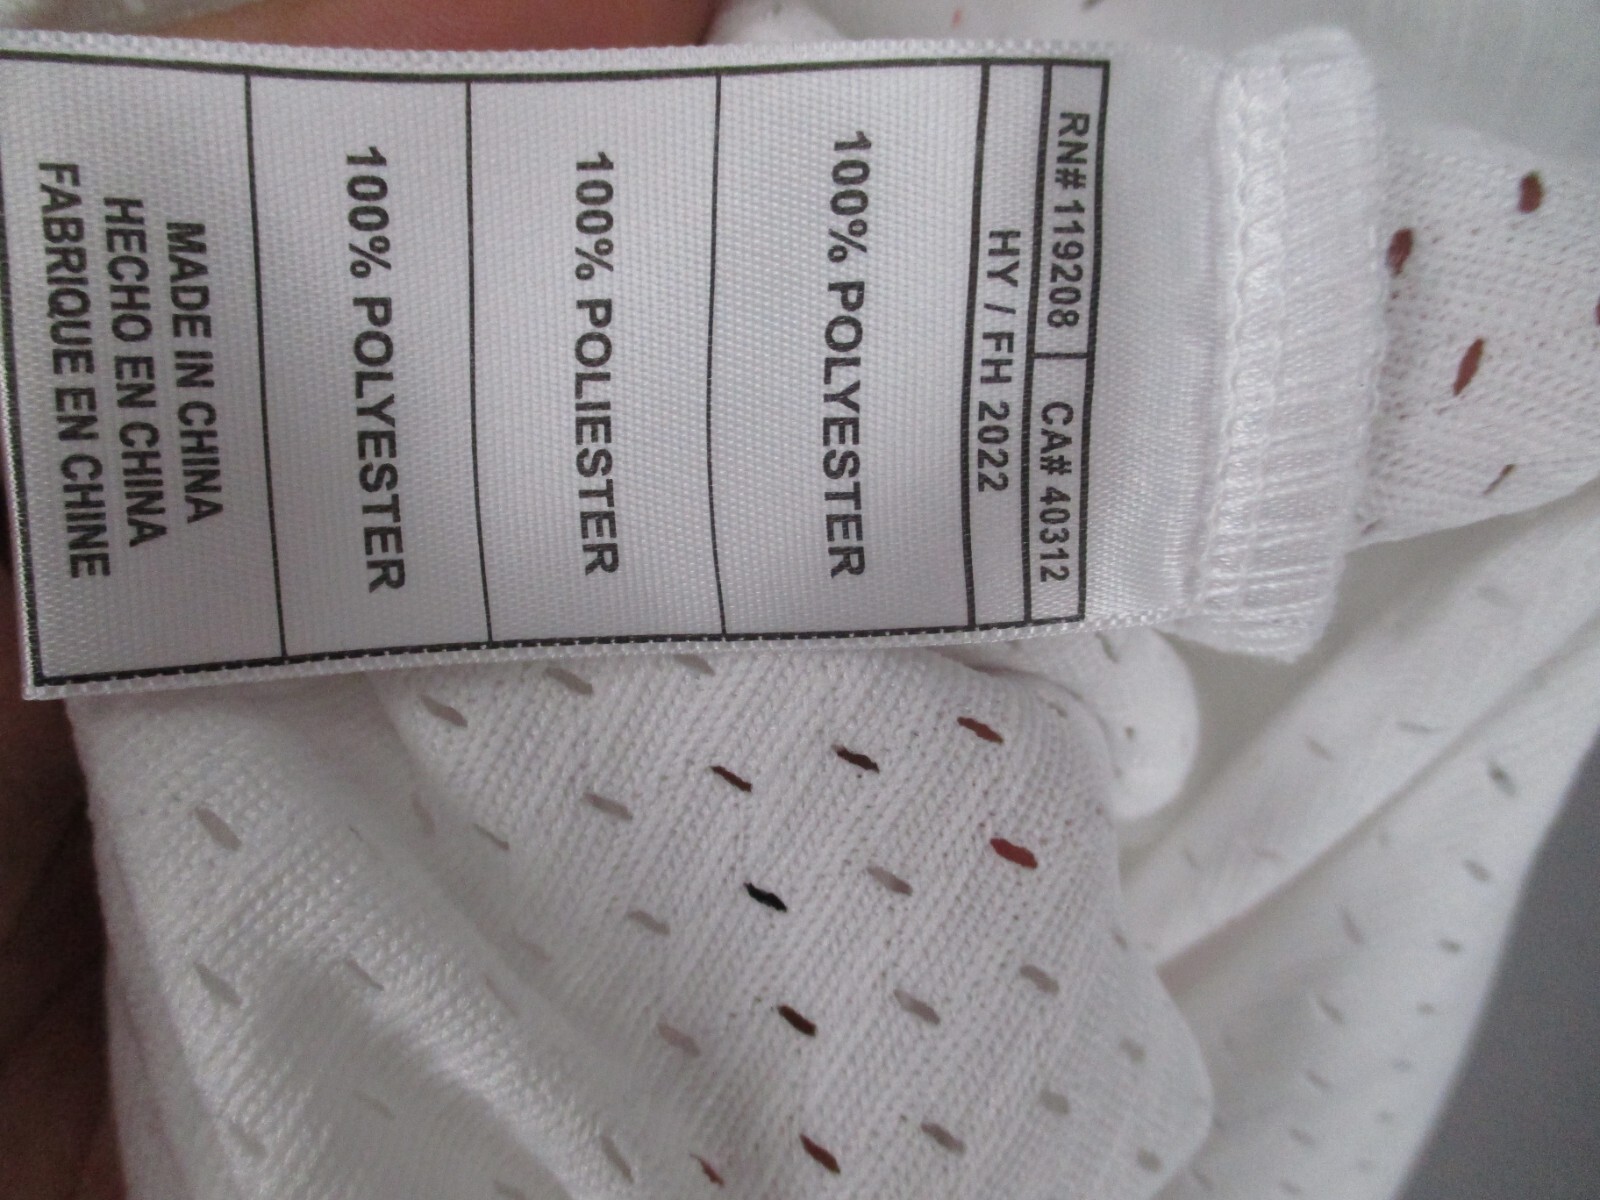 RN# 119208 | CA# 40312
HY / FH 2022
100% POLYESTER
100% POLIESTER
100% POLYESTER
MADE IN CHINA
HECHO EN CHINA
FABRIQUE EN CHINE